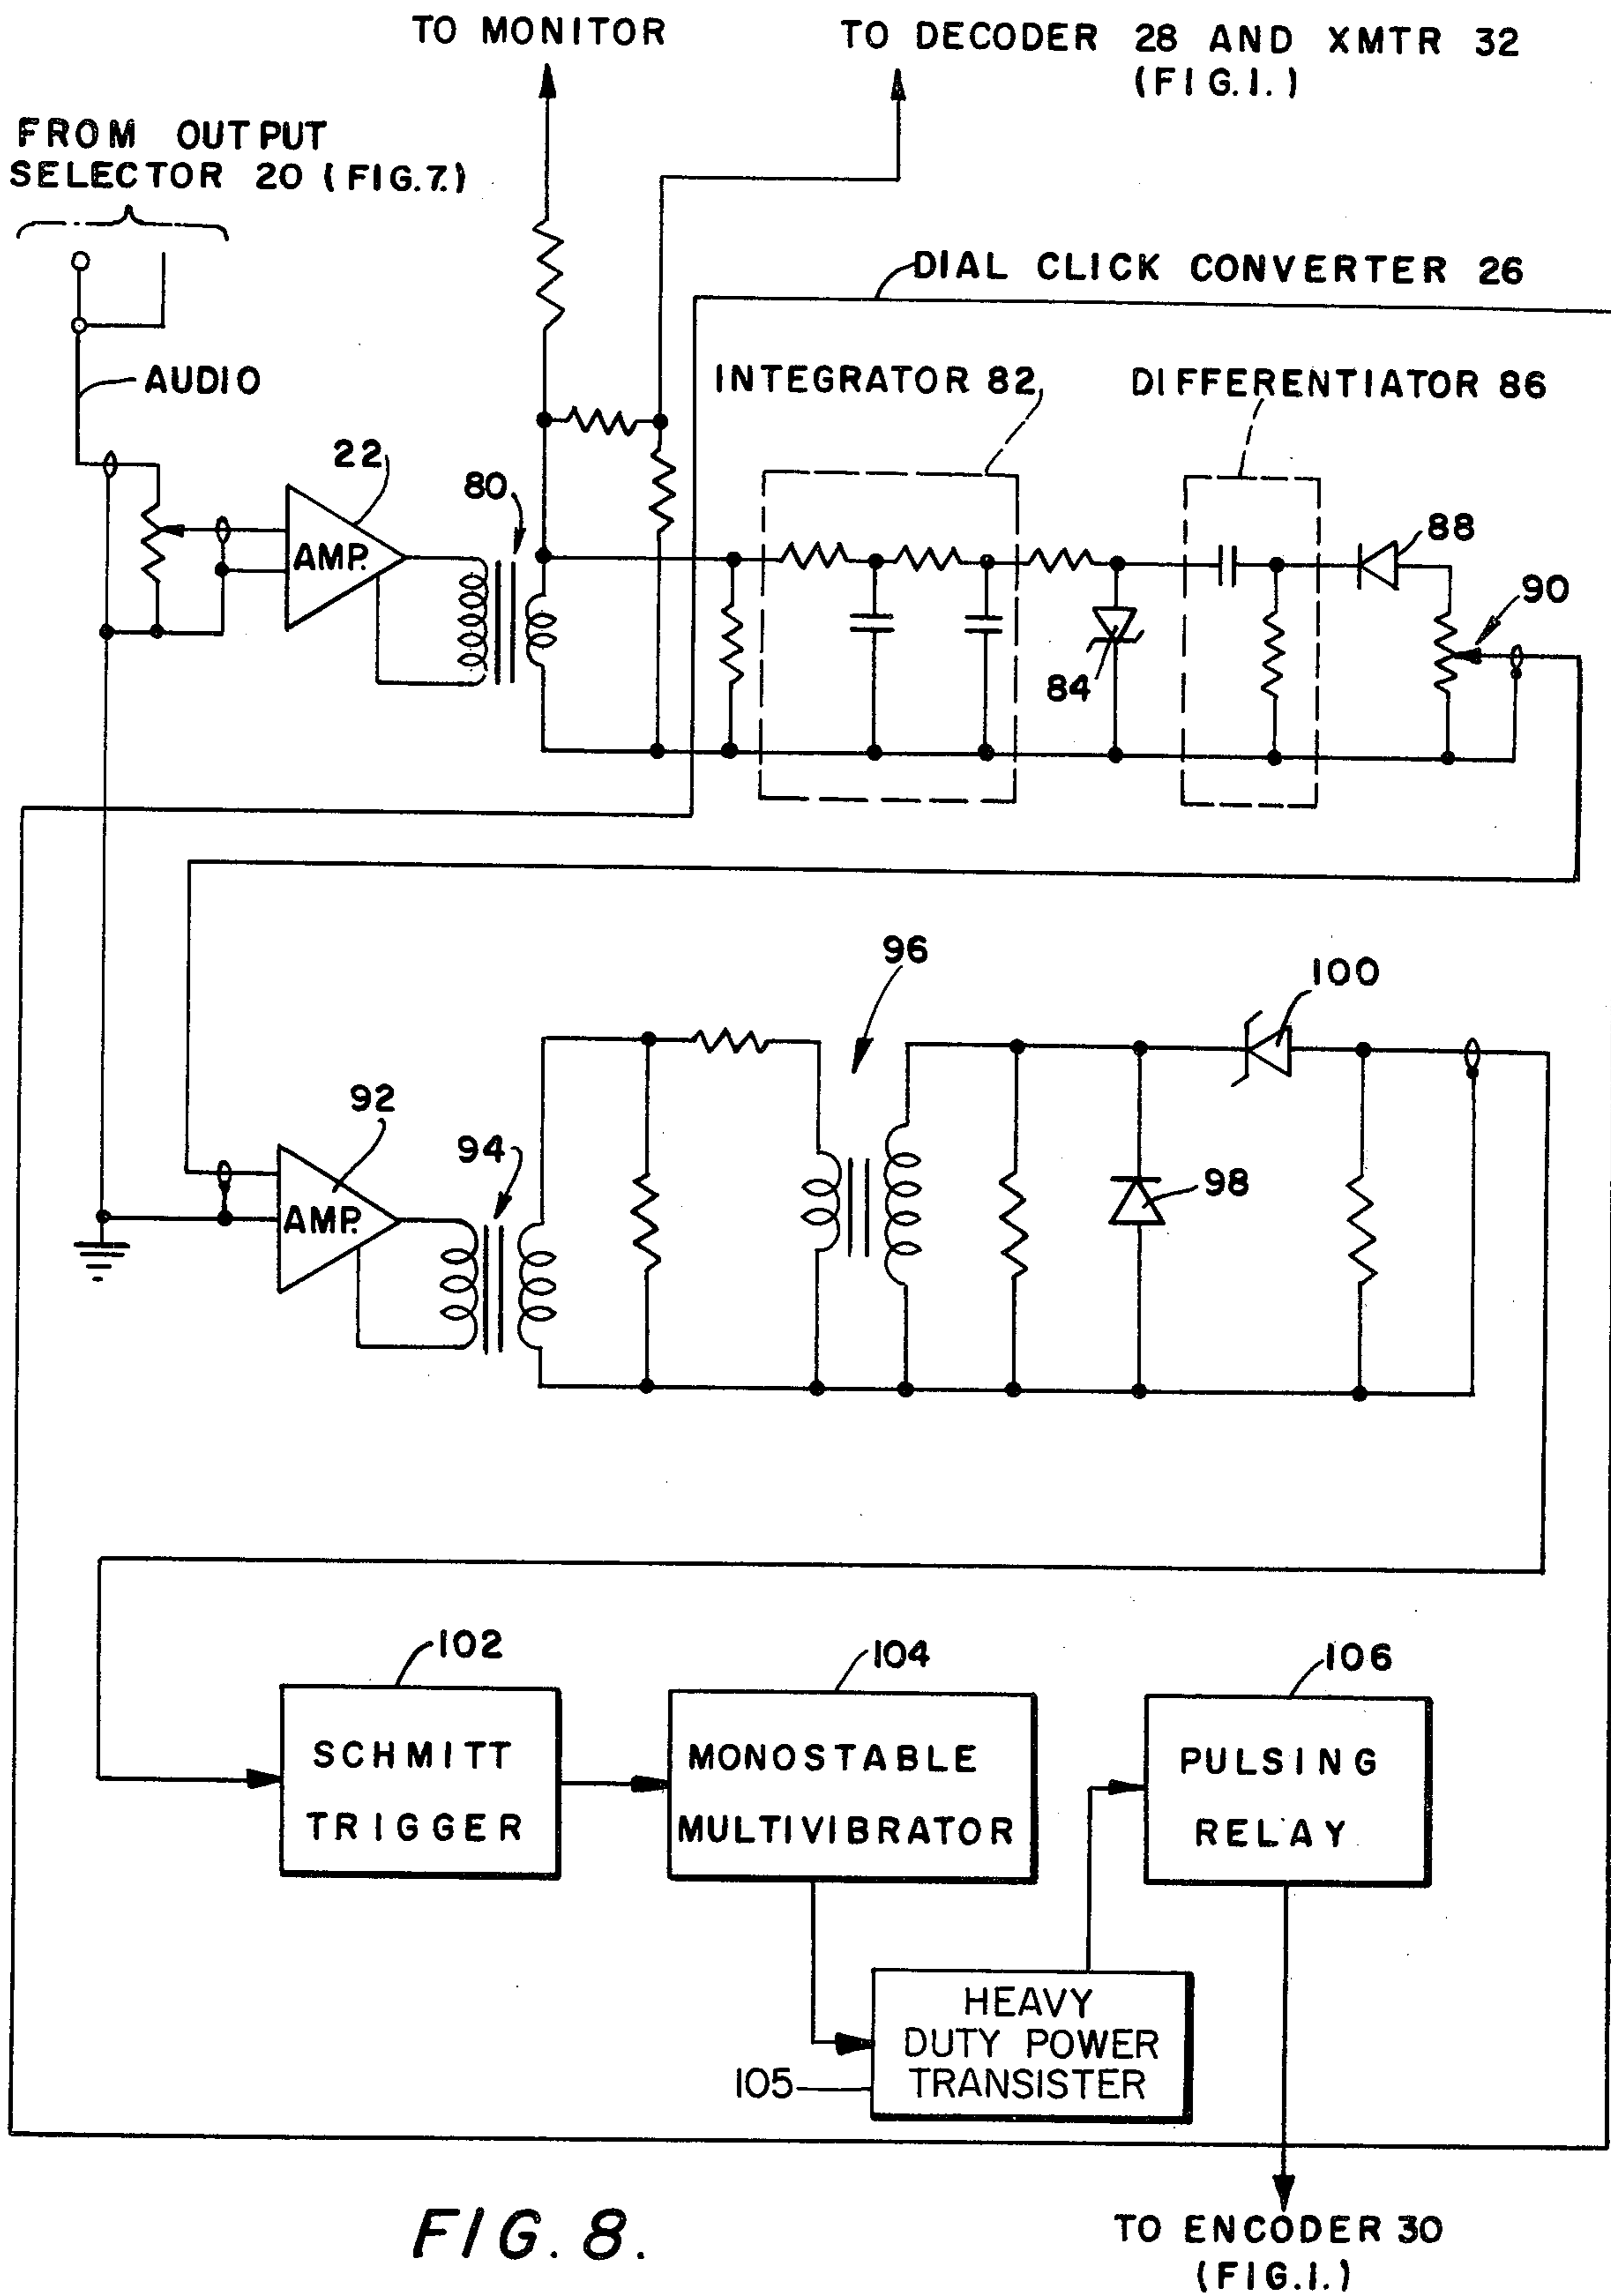 TO MONITOR
TO DECODER 28 AND XMTR 32
(FIG.1.)
FROM OUTPUT
SELECTOR 20 (FIG.7.)
DIAL CLICK CONVERTER 26
AUDIO
INTEGRATOR 82
DIFFERENTIATOR 86
22
80
AMP.
88
90
84
96
100
92
94
98
AMP.
102
104
106
SCHMITT
TRIGGER
MONOSTABLE
MULTIVIBRATOR
PULSING
RELAY
HEAVY
DUTY POWER
TRANSISTER
105
FIG. 8.
TO ENCODER 30
(FIG.1.)